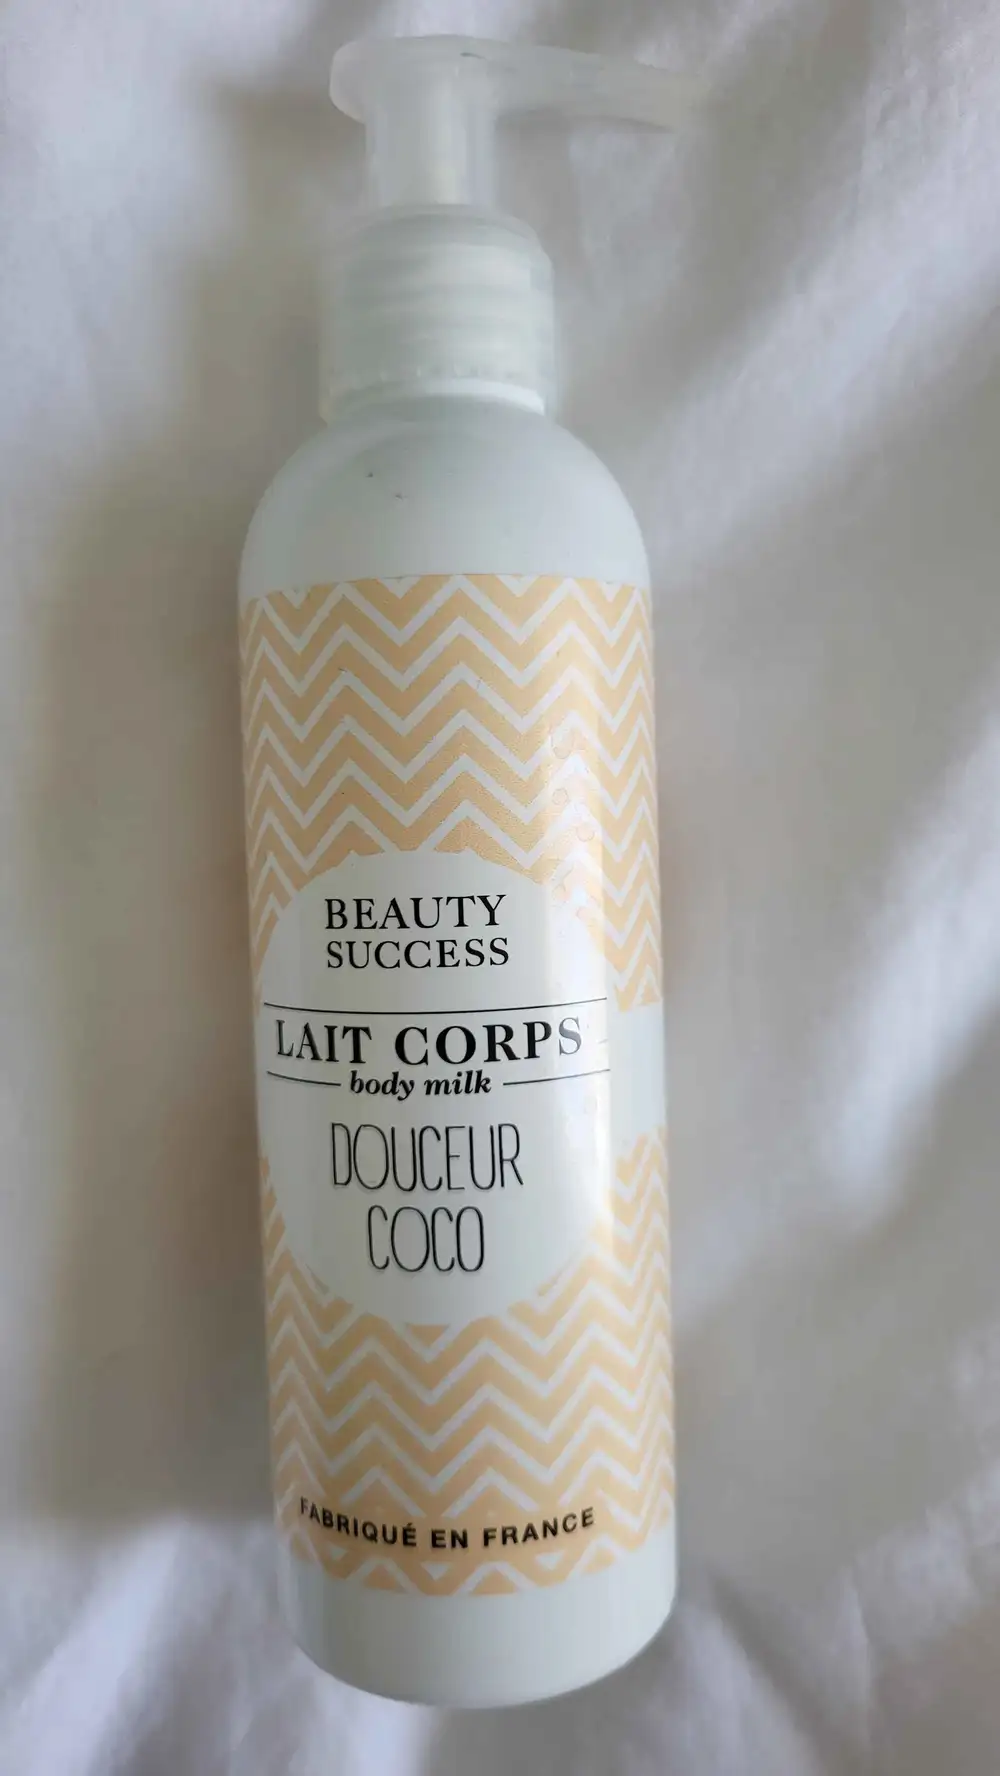 BEAUTY
SUCCESS
LAIT CORPS
body milk
DOUCEUR
COCO
FABRIQUÉ EN FRANCE